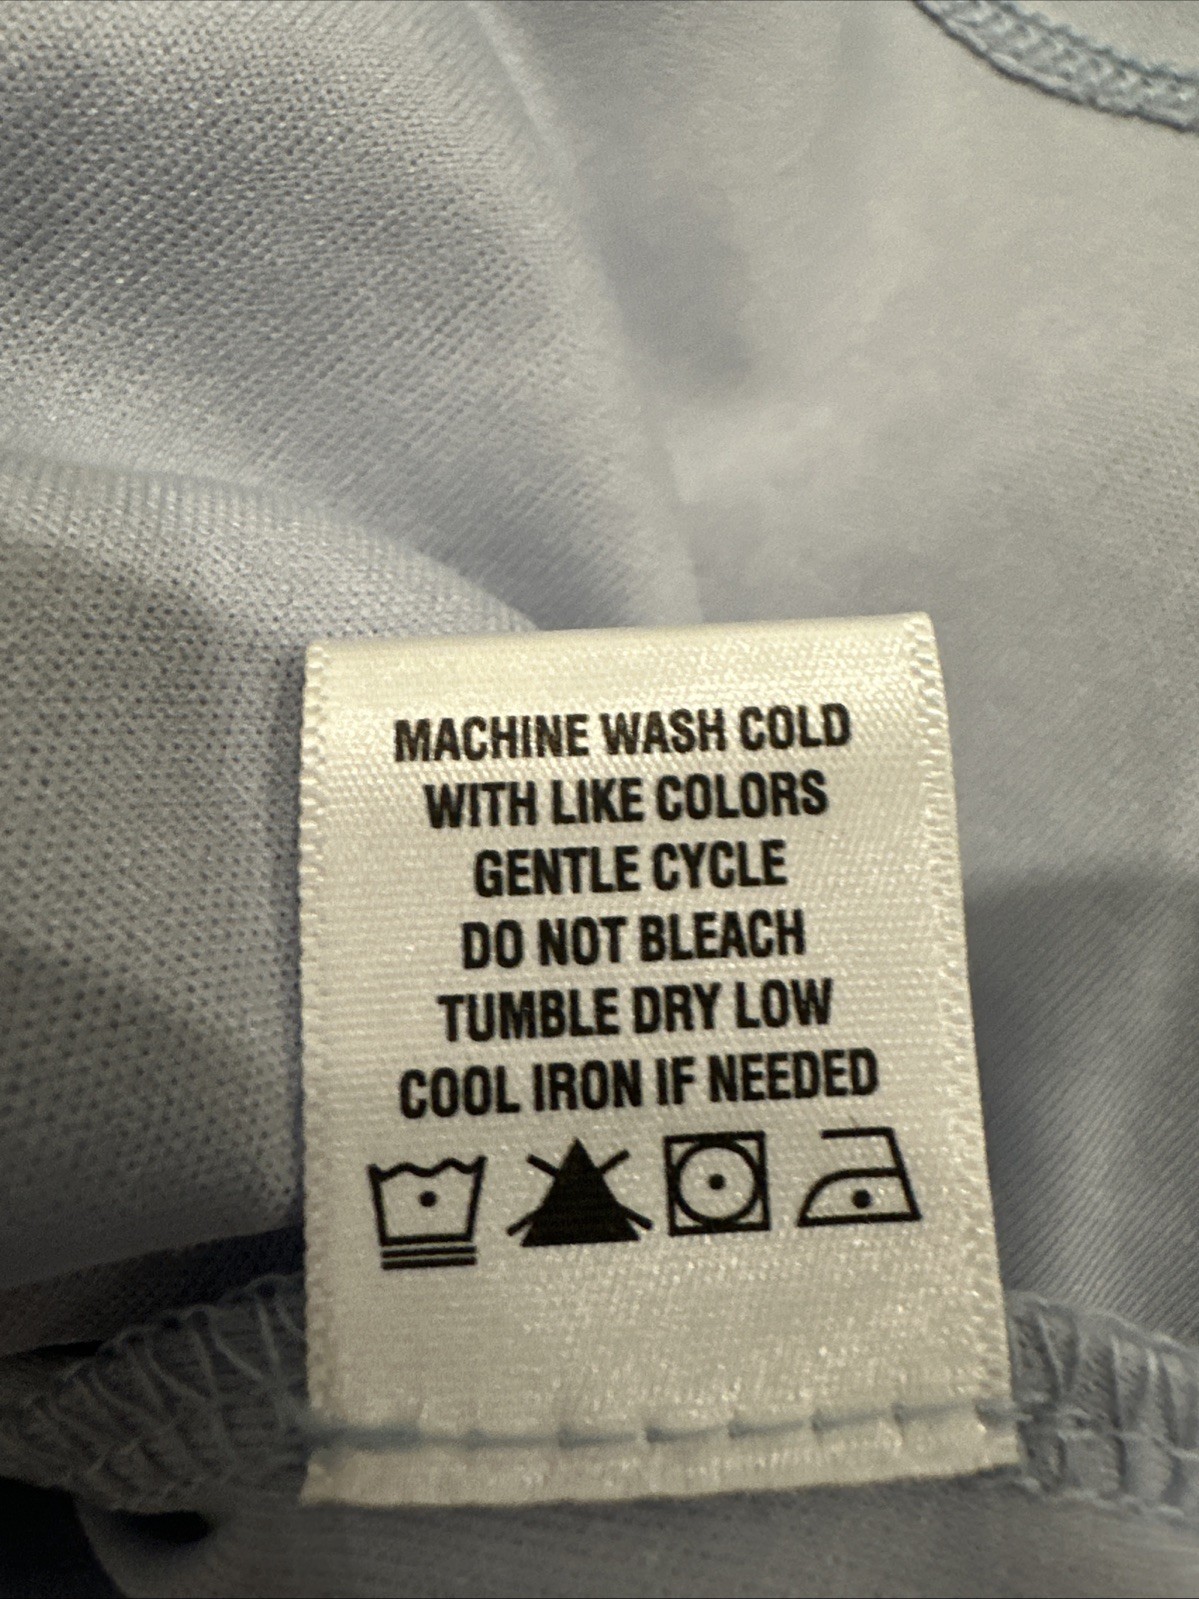 MACHINE WASH COLD
WITH LIKE COLORS
GENTLE CYCLE
DO NOT BLEACH
TUMBLE DRY LOW
COOL IRON IF NEEDED